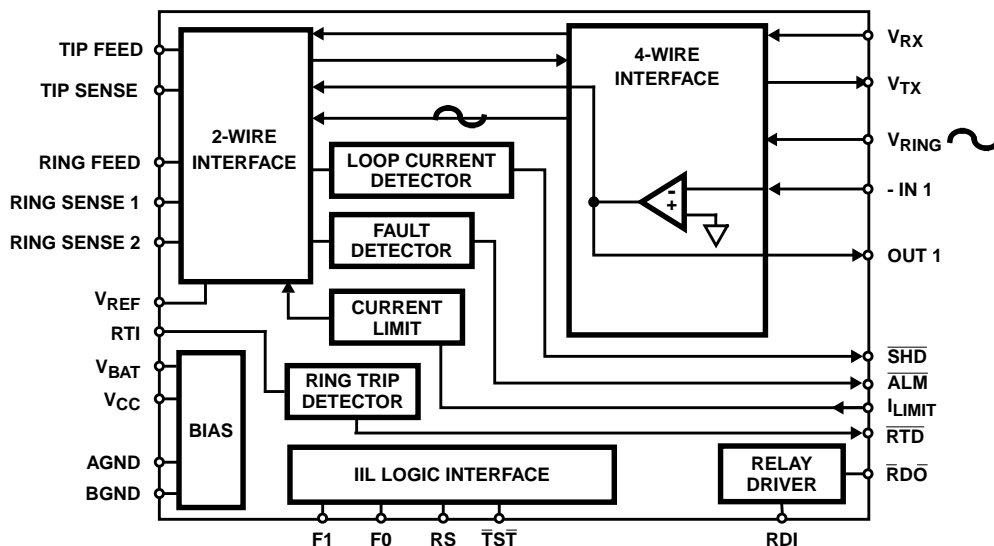 TIP FEED
TIP SENSE
RING FEED
RING SENSE 1
RING SENSE 2
VREF
RTI
VBAT
VCC
AGND
BGND
2-WIRE
INTERFACE
LOOP CURRENT
DETECTOR
FAULT
DETECTOR
CURRENT
LIMIT
RING TRIP
DETECTOR
BIAS
IIL LOGIC INTERFACE
4-WIRE
INTERFACE
-
+
RELAY
DRIVER
VRX
VTX
VRING
- IN 1
OUT 1
SHD
ALM
ILIMIT
RTD
RDO
F1
F0
RS
TST
RDI